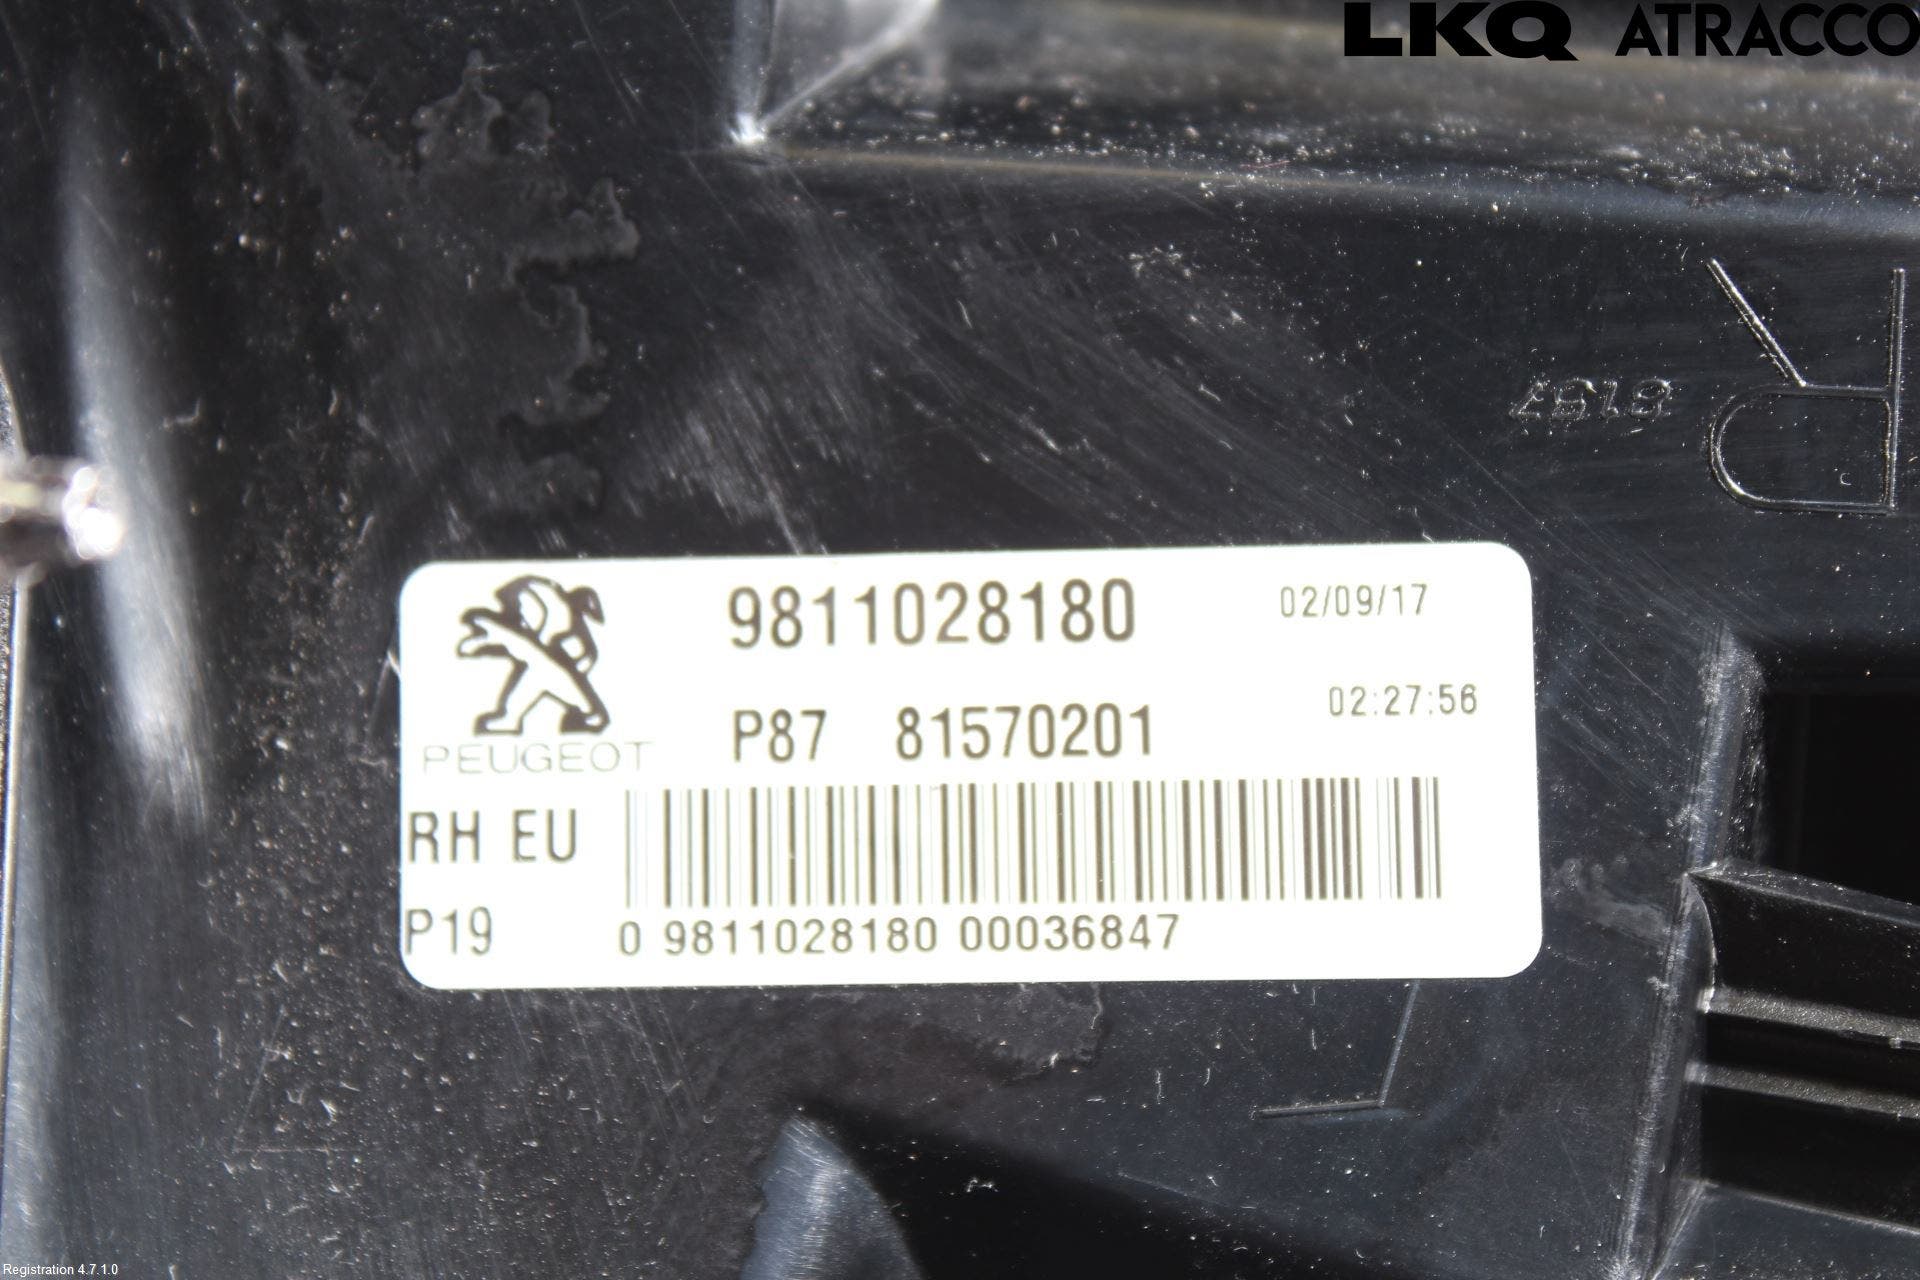 LKQ ATRACCO
8157
R
9811028180 02/09/17
P87 81570201 02:27:56
PEUGEOT
RH EU
P19 0 9811028180 00036847
Registration 4.7.1.0